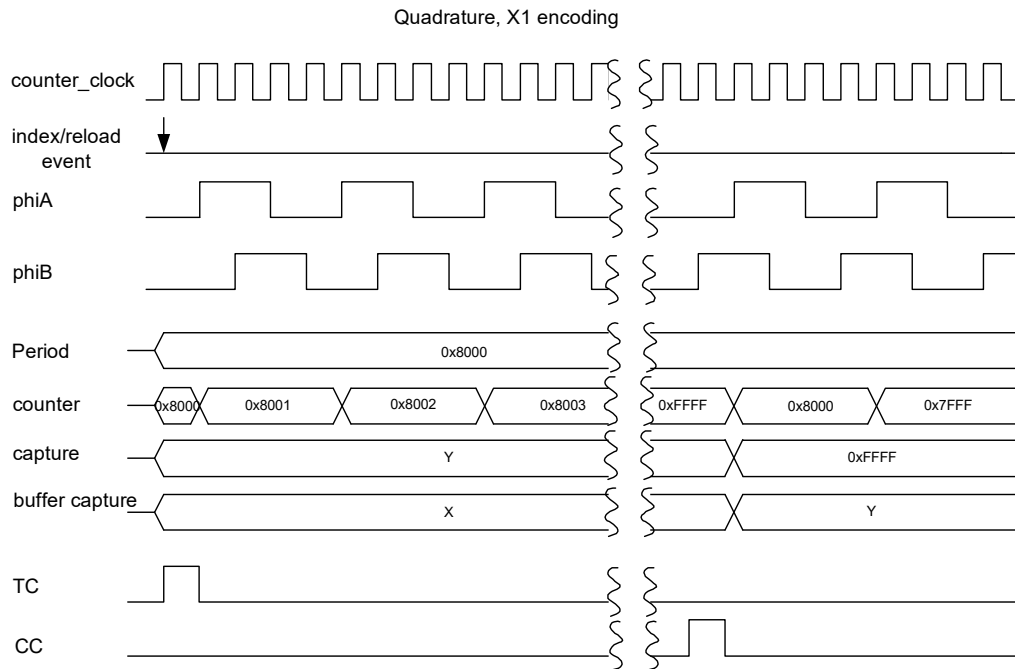 Quadrature, X1 encoding
counter_clock
index/reload
event
phiA
phiB
Period
0x8000
counter
0x8000
0x8001
0x8002
0x8003
0xFFFF
0x8000
0x7FFF
capture
Y
0xFFFF
buffer capture
X
Y
TC
CC